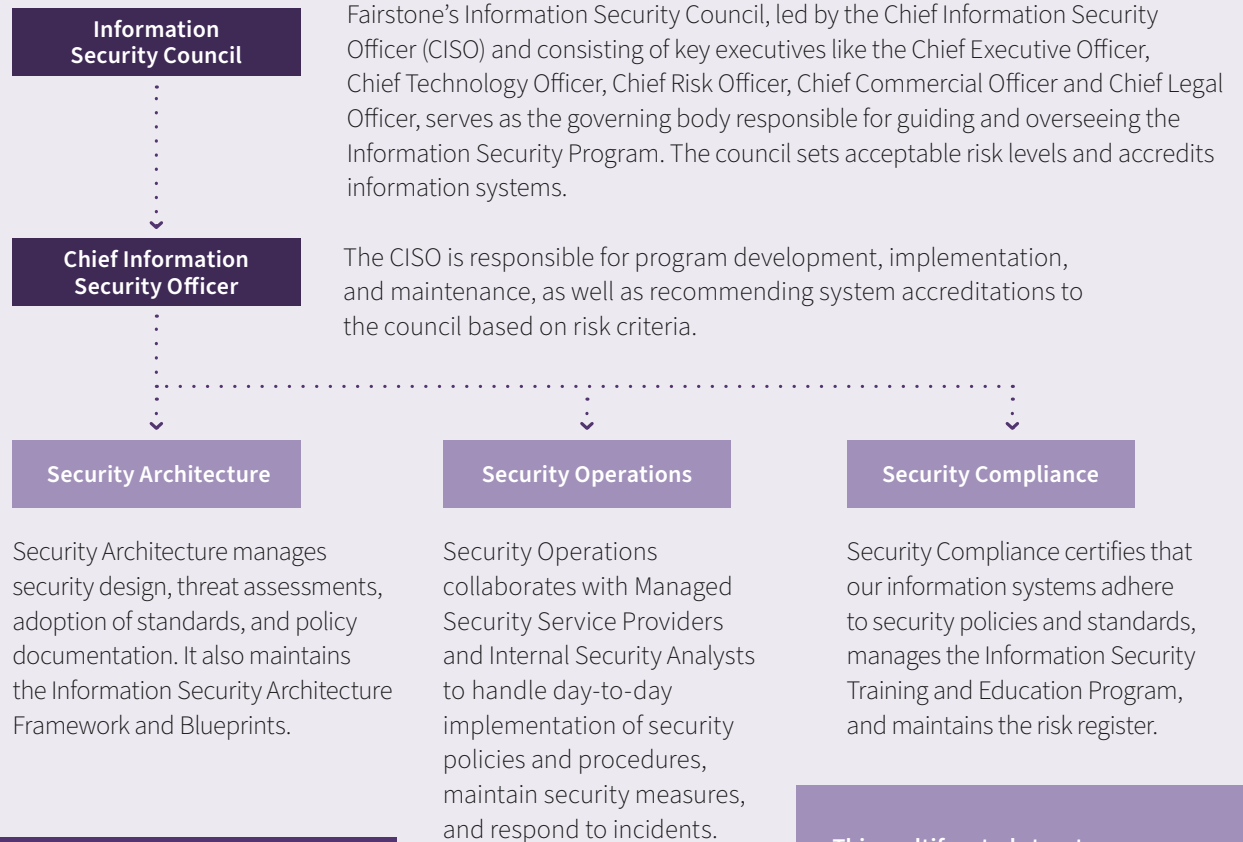 Information
Security Council
Fairstone’s Information Security Council, led by the Chief Information Security
Officer (CISO) and consisting of key executives like the Chief Executive Officer,
Chief Technology Officer, Chief Risk Officer, Chief Commercial Officer and Chief Legal
Officer, serves as the governing body responsible for guiding and overseeing the
Information Security Program. The council sets acceptable risk levels and accredits
information systems.
Chief Information
Security Officer
The CISO is responsible for program development, implementation,
and maintenance, as well as recommending system accreditations to
the council based on risk criteria.
Security Architecture
Security Architecture manages
security design, threat assessments,
adoption of standards, and policy
documentation. It also maintains
the Information Security Architecture
Framework and Blueprints.
Security Operations
Security Operations
collaborates with Managed
Security Service Providers
and Internal Security Analysts
to handle day-to-day
implementation of security
policies and procedures,
maintain security measures,
and respond to incidents.
Security Compliance
Security Compliance certifies that
our information systems adhere
to security policies and standards,
manages the Information Security
Training and Education Program,
and maintains the risk register.